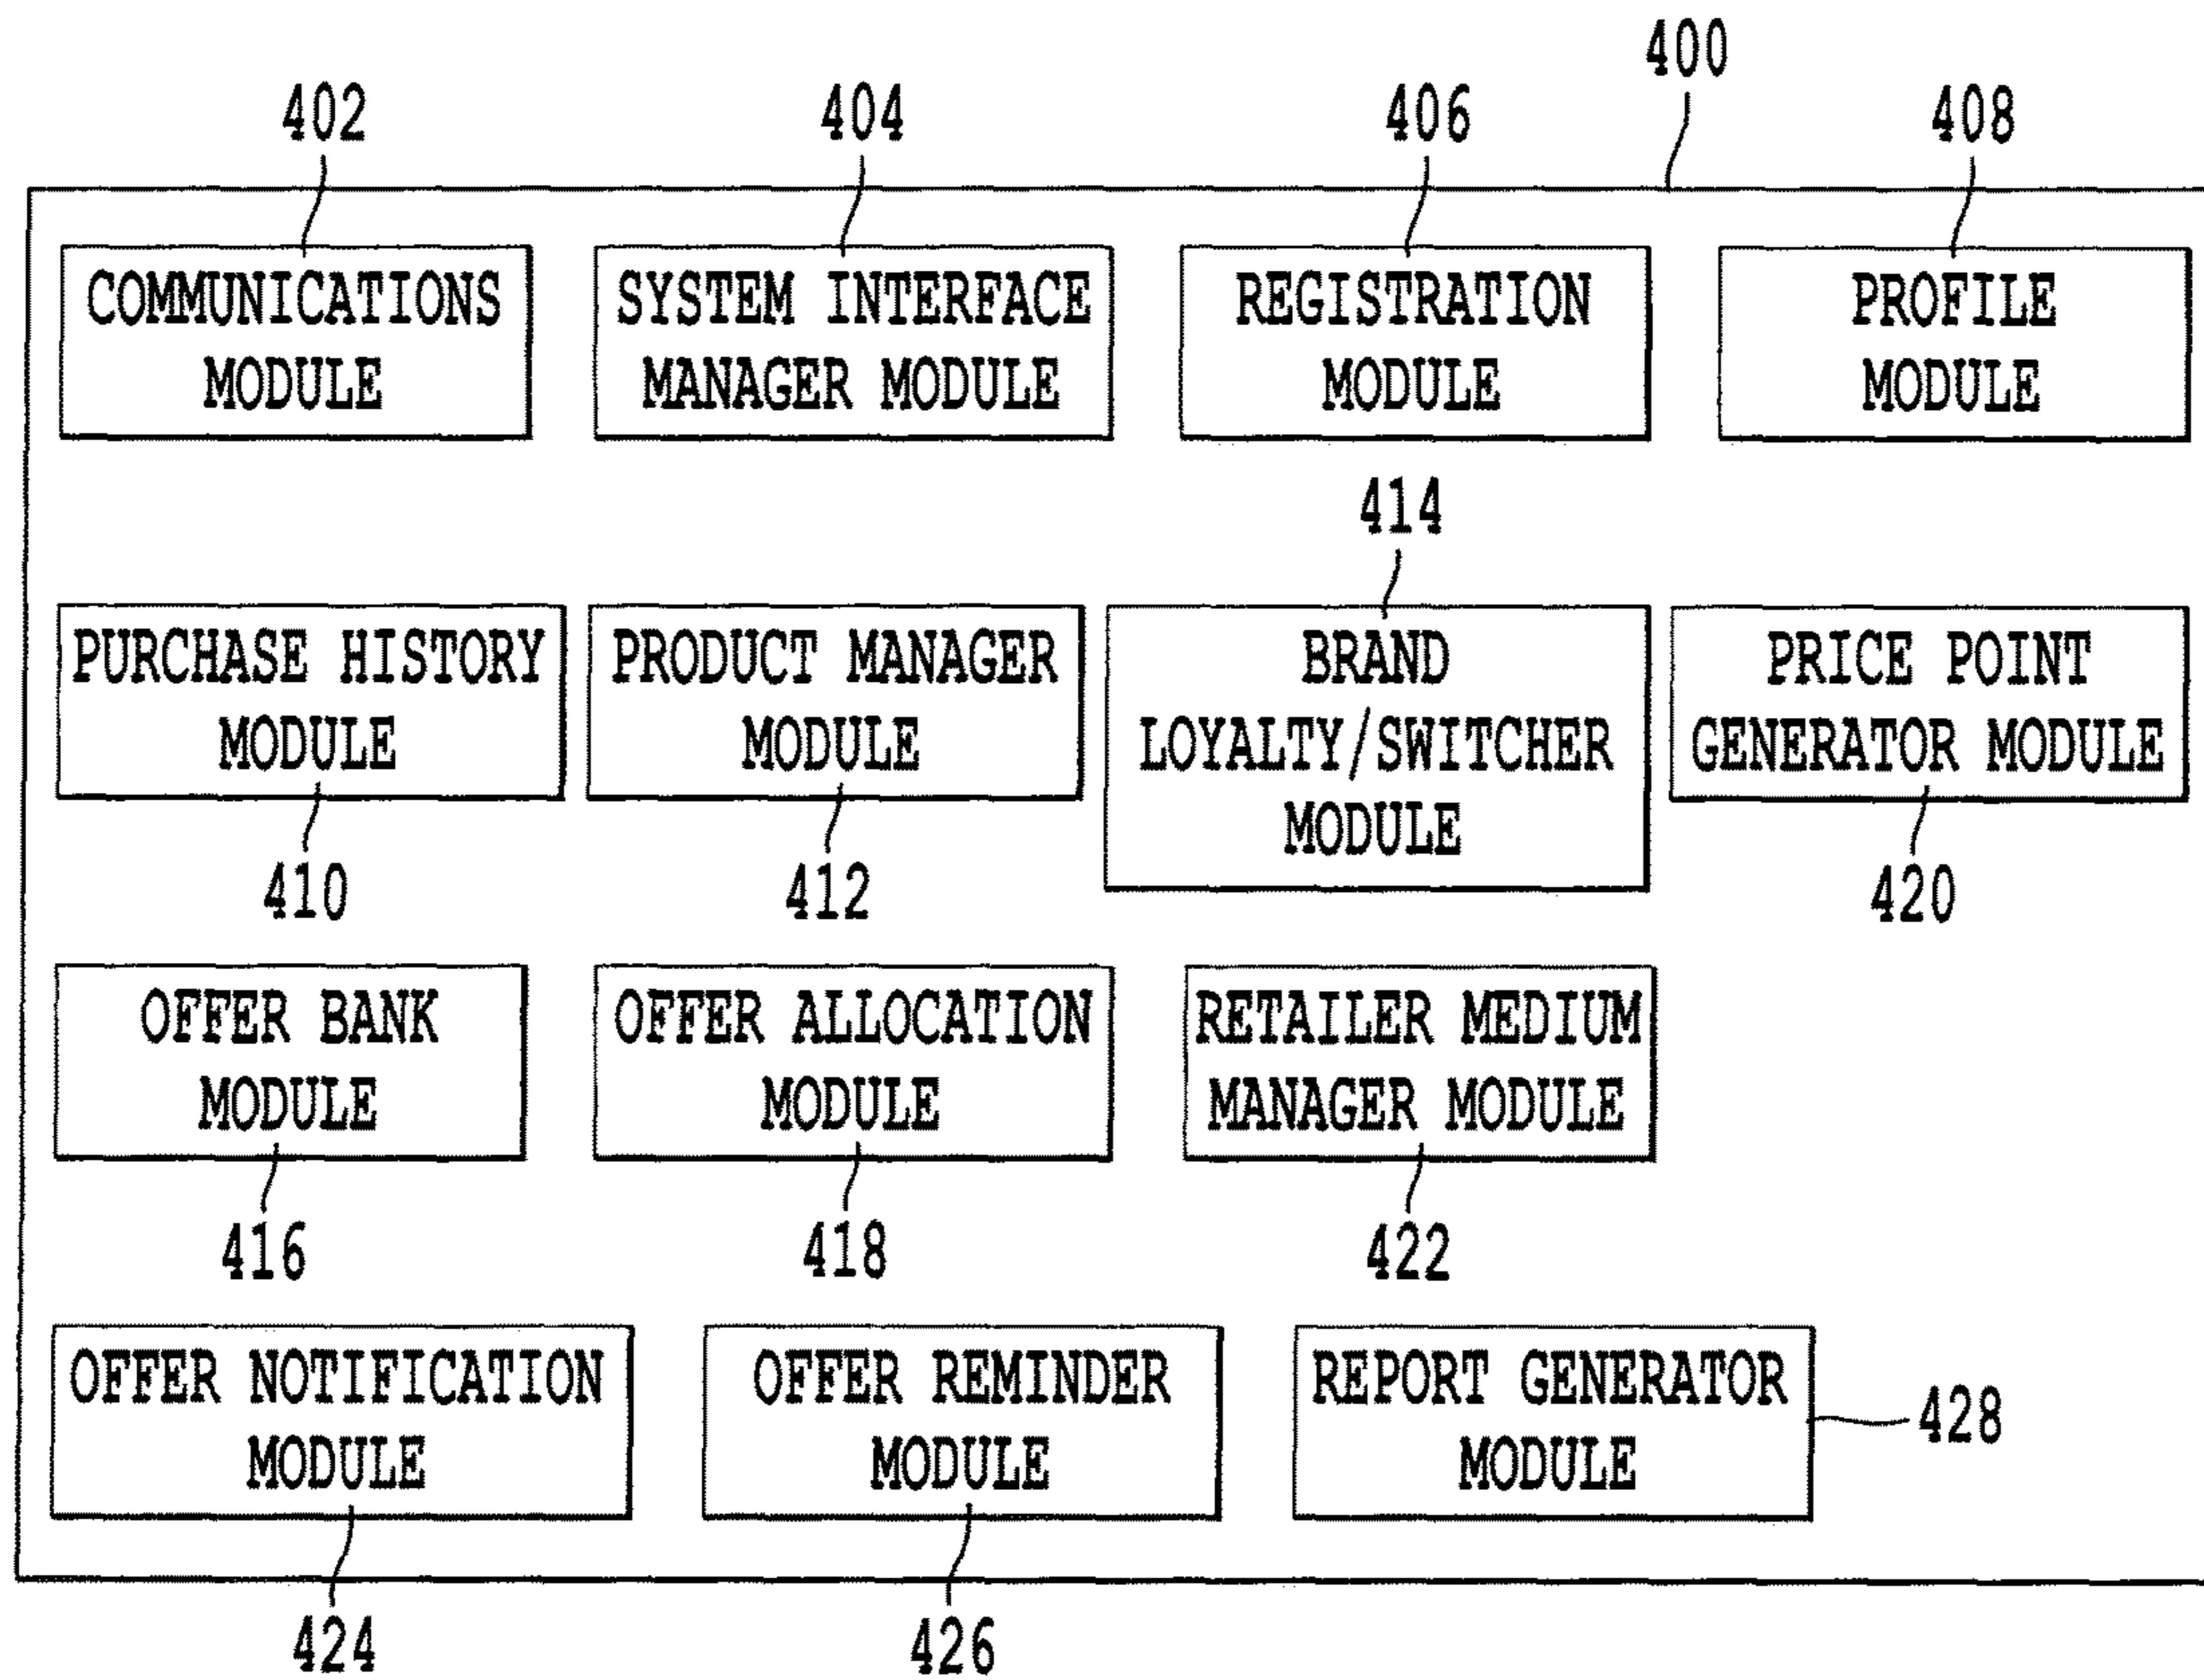 400
402
404
406
408
COMMUNICATIONS
MODULE
SYSTEM INTERFACE
MANAGER MODULE
REGISTRATION
MODULE
PROFILE
MODULE
414
PURCHASE HISTORY
MODULE
PRODUCT MANAGER
MODULE
BRAND
LOYALTY/SWITCHER
MODULE
PRICE POINT
GENERATOR MODULE
410
412
420
OFFER BANK
MODULE
OFFER ALLOCATION
MODULE
RETAILER MEDIUM
MANAGER MODULE
416
418
422
OFFER NOTIFICATION
MODULE
OFFER REMINDER
MODULE
REPORT GENERATOR
MODULE
428
424
426